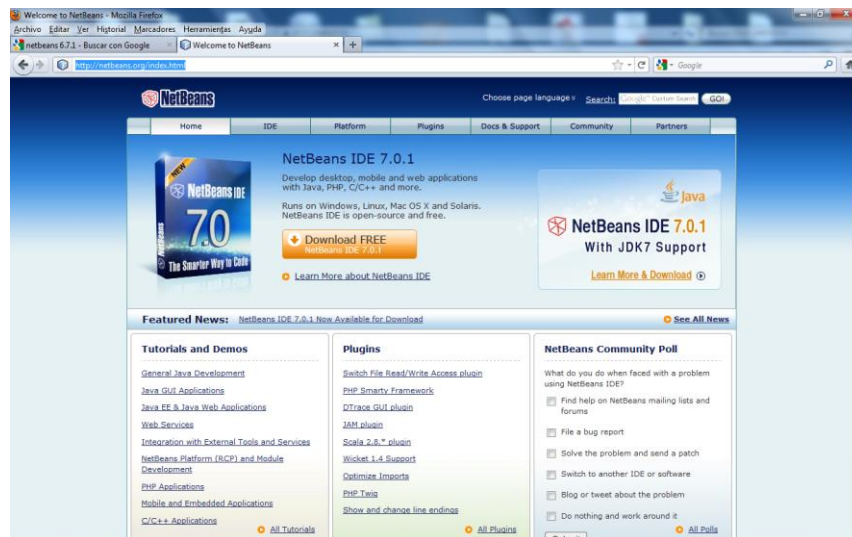 Welcome to NetBeans - Mozilla Firefox
Archivo Editar Ver Historial Marcadores Herramientas Ayuda
netbeans 6.7.1 - Buscar con Google
Welcome to NetBeans
http://netbeans.org/index.html
Google
NetBeans
Choose page language
Search:
GO!
Home IDE Platform Plugins Docs & Support Community Partners
NEW
NetBeans IDE
7.0
The Smarter Way to Code
NetBeans
NetBeans IDE 7.0.1
Develop desktop, mobile and web applications
with Java, PHP, C/C++ and more.
Runs on Windows, Linux, Mac OS X and Solaris.
NetBeans IDE is open-source and free.
Download FREE
NetBeans IDE 7.0.1
Learn More about NetBeans IDE
Java
NetBeans IDE 7.0.1
With JDK7 Support
Learn More & Download
Featured News: NetBeans IDE 7.0.1 Now Available for Download
See All News
Tutorials and Demos
General Java Development
Java GUI Applications
Java EE & Java Web Applications
Web Services
Integration with External Tools and Services
NetBeans Platform (RCP) and Module
Development
PHP Applications
Mobile and Embedded Applications
C/C++ Applications
All Tutorials
Plugins
Switch File Read/Write Access plugin
PHP Smarty Framework
DTrace GUI plugin
JAM plugin
Scala 2.8.* plugin
Wicket 1.4 Support
Optimize Imports
PHP Twig
Show and change line endings
All Plugins
NetBeans Community Poll
What do you do when faced with a problem
using NetBeans IDE?
Find help on NetBeans mailing lists and
forums
File a bug report
Solve the problem and send a patch
Switch to another IDE or software
Blog or tweet about the problem
Do nothing and work around it
All Polls